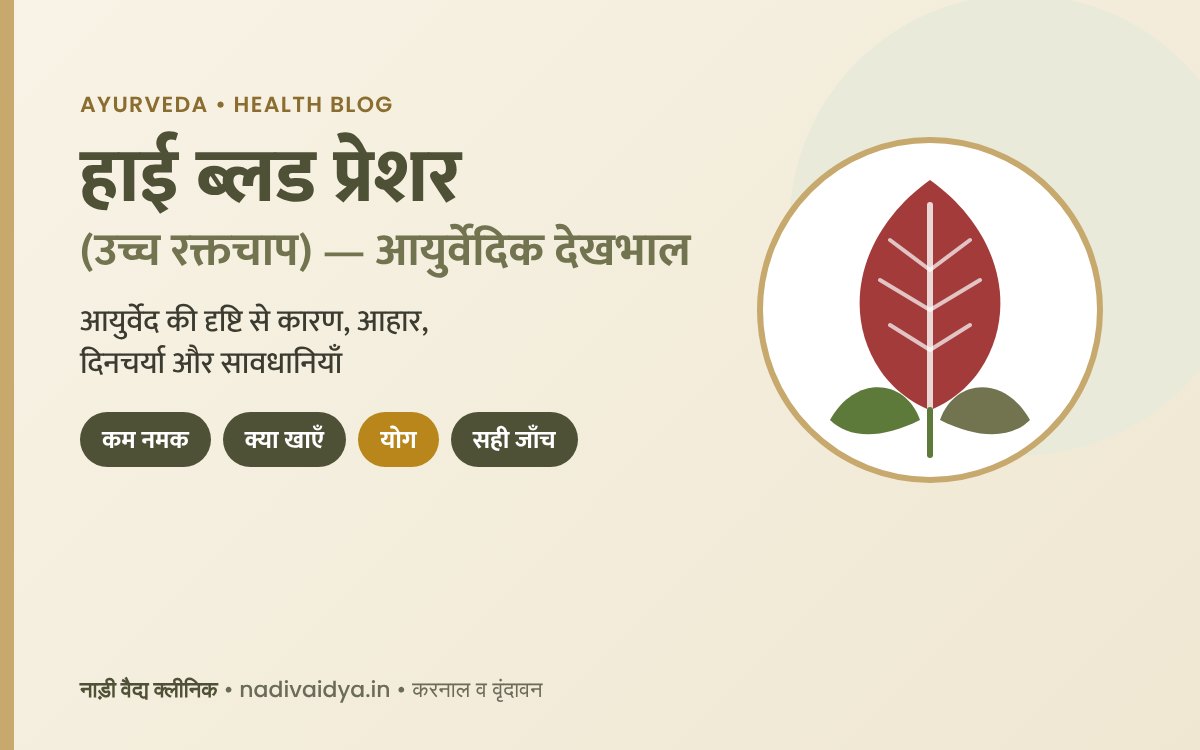 AYURVEDA • HEALTH BLOG
हाई ब्लड प्रेशर
(उच्च रक्तचाप) — आयुर्वेदिक देखभाल
आयुर्वेद की दृष्टि से कारण, आहार,
दिनचर्या और सावधानियाँ
कम नमक क्या खाएँ योग सही जाँच
नाड़ी वैद्य क्लीनिक • nadivaidya.in • करनाल व वृंदावन